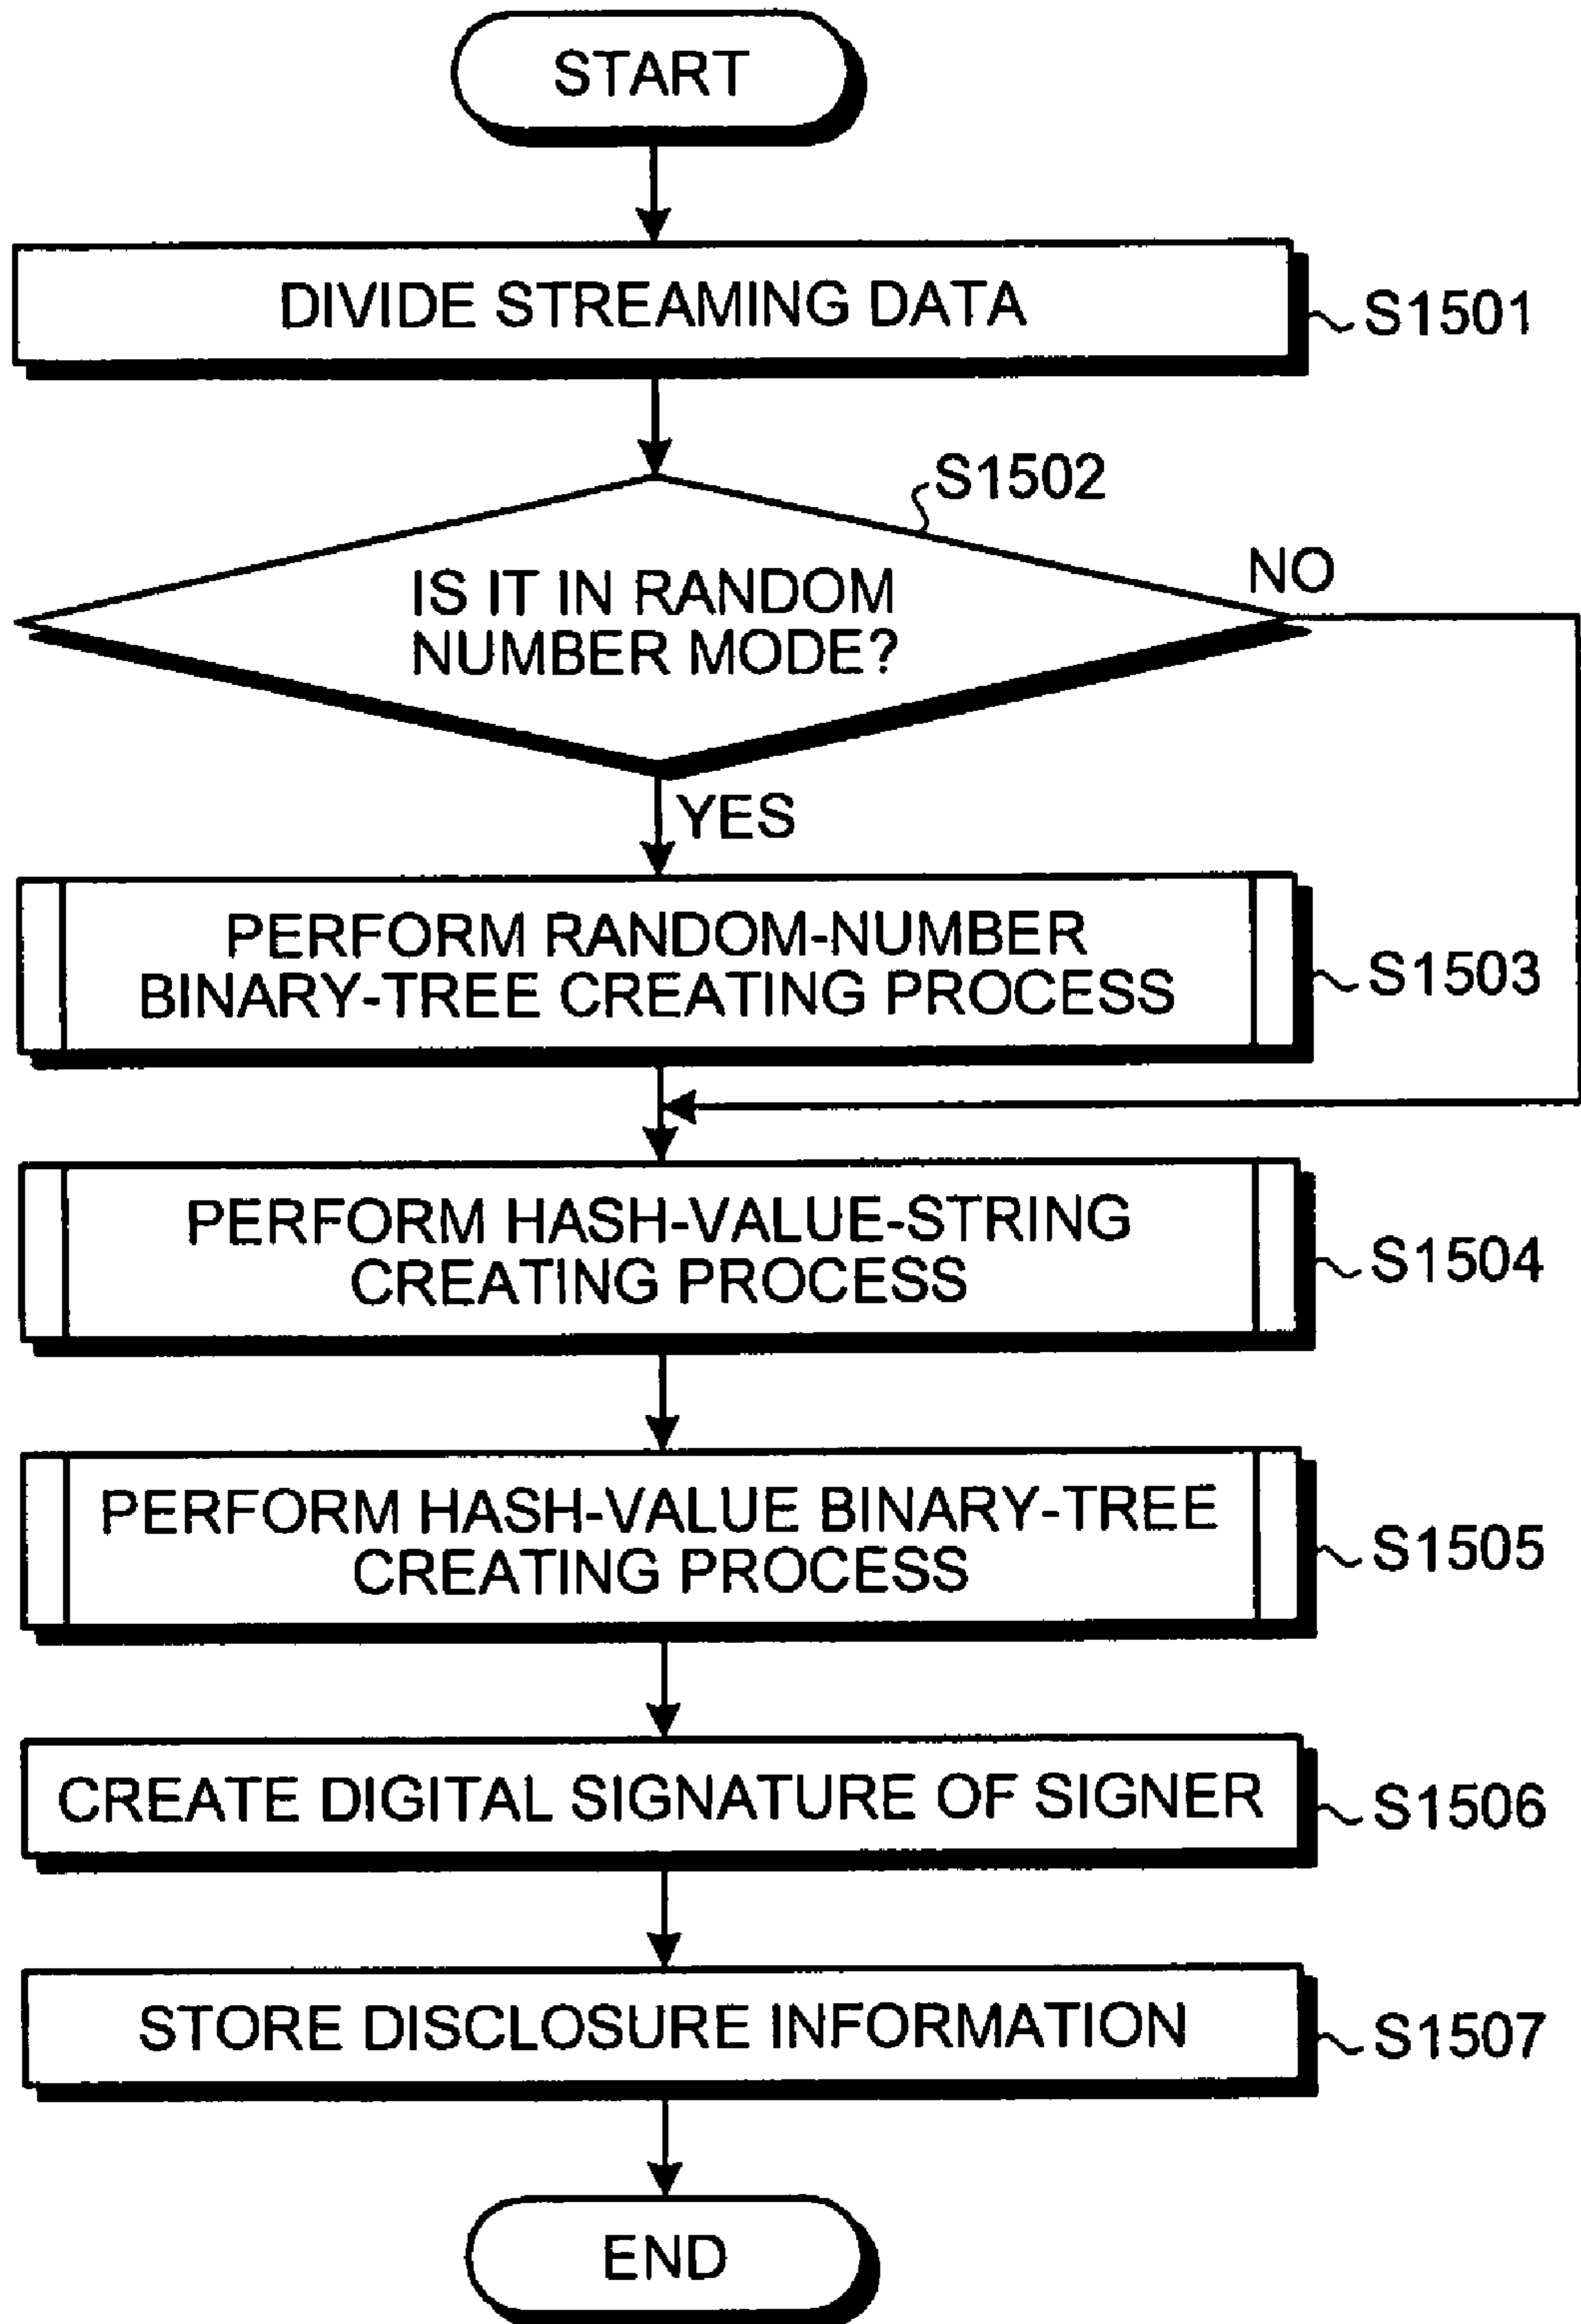 START
DIVIDE STREAMING DATA
S1501
S1502
IS IT IN RANDOM
NUMBER MODE?
NO
YES
PERFORM RANDOM-NUMBER
BINARY-TREE CREATING PROCESS
S1503
PERFORM HASH-VALUE-STRING
CREATING PROCESS
S1504
PERFORM HASH-VALUE BINARY-TREE
CREATING PROCESS
S1505
CREATE DIGITAL SIGNATURE OF SIGNER
S1506
STORE DISCLOSURE INFORMATION
S1507
END